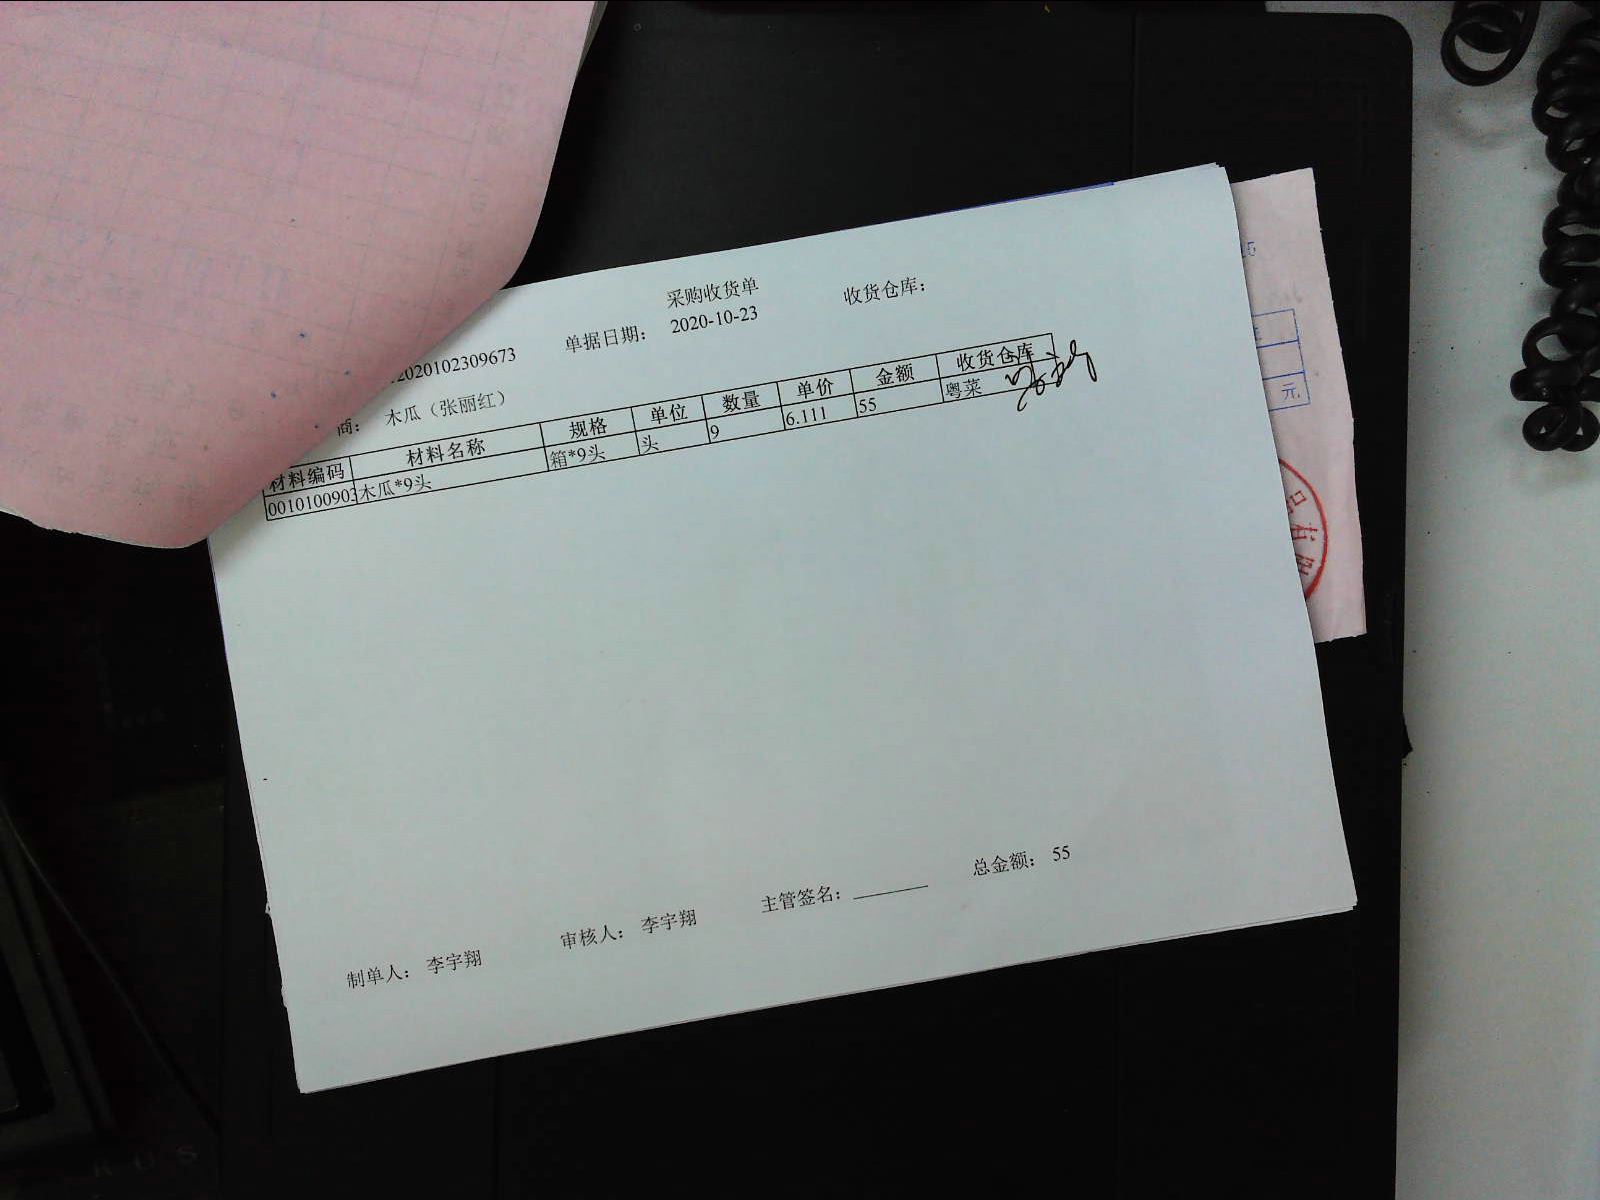 采购收货单
2020102309673 单据日期: 2020-10-23 收货仓库:
商: 木瓜(张丽红)
材料编码 材料名称 规格 单位 数量 单价 金额 收货仓库
001010090 木瓜*9头 箱*9头 头 9 6.111 55 粤菜
总金额: 55
制单人: 李宇翔 审核人: 李宇翔 主管签名:
元
品有限